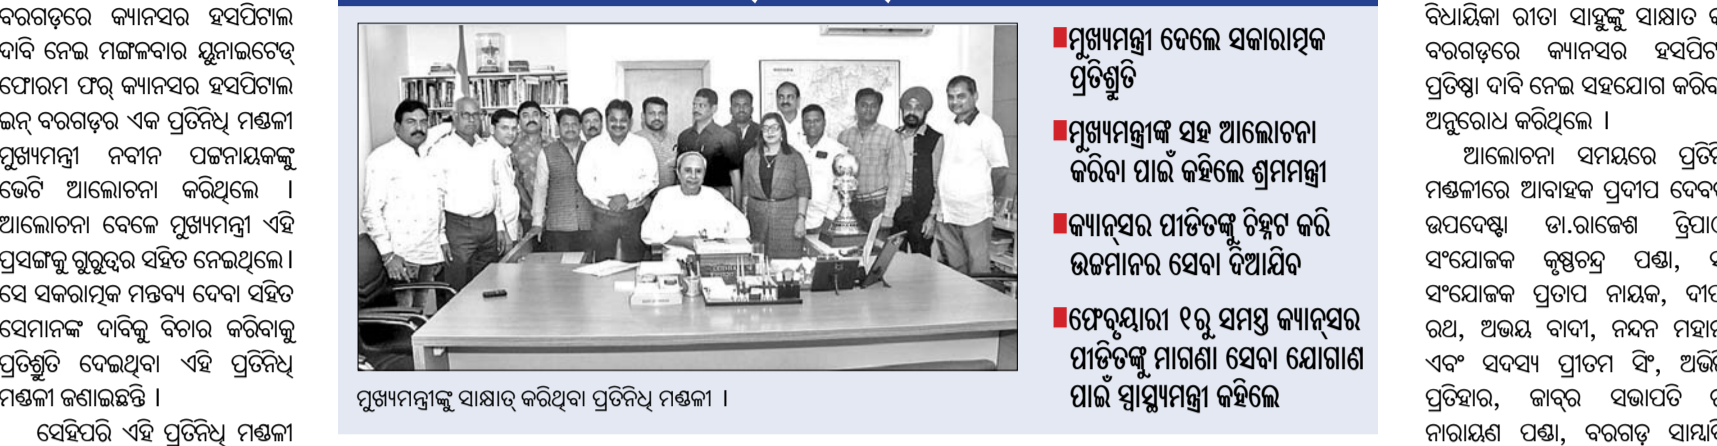 ବରଗଡ଼ରେ କ୍ୟାନସର ହସପିଟାଲ
ଦାବି ନେଇ ମଙ୍ଗଳବାର ୟୁନାଇଟେଡ୍
ଫୋରମ ଫର୍ କ୍ୟାନସର ହସପିଟାଲ
ଇନ୍ ବରଗଡ଼ର ଏକ ପ୍ରତିନିଧି ମଣ୍ଡଳୀ
ମୁଖ୍ୟମନ୍ତ୍ରୀ ନବୀନ ପଟ୍ଟନାୟକଙ୍କୁ
ଭେଟି ଆଲୋଚନା କରିଥିଲେ ।
ଆଲୋଚନା ବେଳେ ମୁଖ୍ୟମନ୍ତ୍ରୀ ଏହି
ପ୍ରସଙ୍ଗକୁ ଗୁରୁତ୍ୱର ସହିତ ନେଇଥିଲେ।
ସେ ସକରାତ୍ମକ ମନ୍ତବ୍ୟ ଦେବା ସହିତ
ସେମାନଙ୍କ ଦାବିକୁ ବିଚାର କରିବାକୁ
ପ୍ରତିଶ୍ରୁତି ଦେଇଥିବା ଏହି ପ୍ରତିନିଧି
ମଣ୍ଡଳୀ ଜଣାଇଛନ୍ତି ।
ସେହିପରି ଏହି ପ୍ରତିନିଧି ମଣ୍ଡଳୀ
ମୁଖ୍ୟମନ୍ତ୍ରୀଙ୍କୁ ସାକ୍ଷାତ୍ କରିଥିବା ପ୍ରତିନିଧି ମଣ୍ଡଳୀ ।
ମୁଖ୍ୟମନ୍ତ୍ରୀ ଦେଲେ ସକାରାତ୍ମକ
ପ୍ରତିଶ୍ରୁତି
ମୁଖ୍ୟମନ୍ତ୍ରୀଙ୍କ ସହ ଆଲୋଚନା
କରିବା ପାଇଁ କହିଲେ ଶ୍ରମମନ୍ତ୍ରୀ
କ୍ୟାନ୍‌ସର ପୀଡିତଙ୍କୁ ଚିହ୍ନଟ କରି
ଉଚ୍ଚମାନର ସେବା ଦିଆଯିବ
ଫେବୃୟାରୀ ୧ରୁ ସମସ୍ତ କ୍ୟାନ୍‌ସର
ପୀଡିତଙ୍କୁ ମାଗଣା ସେବା ଯୋଗାଣ
ପାଇଁ ସ୍ୱାସ୍ଥ୍ୟମନ୍ତ୍ରୀ କହିଲେ
ବିଧାୟିକା ରୀତା ସାହୁଙ୍କୁ ସାକ୍ଷାତ
ବରଗଡ଼ରେ କ୍ୟାନସର
ପ୍ରତିଷ୍ଠା ଦାବି ନେଇ ସହଯୋଗ
ଅନୁରୋଧ କରିଥିଲେ ।
ଆଲୋଚନା ସମୟରେ
ମଣ୍ଡଳୀରେ ଆବାହକ ପ୍ରଦୀପ
ଉପଦେଷ୍ଟା ଡା.ରାଜେଶ
ସଂଯୋଜକ କୃଷ୍ଣଚନ୍ଦ୍ର ପଣ୍ଡା,
ସଂଯୋଜକ ପ୍ରତାପ ନାୟକ,
ରଥ, ଅଭୟ ବାଦୀ, ନନ୍ଦନ
ଏବଂ ସଦସ୍ୟ ପ୍ରୀତମ ସିଂ,
ପ୍ରତିହାର, ଜାବ୍‌ର ସଭାପତି
ନାରାୟଣ ପଣ୍ଡା, ବରଗଡ଼